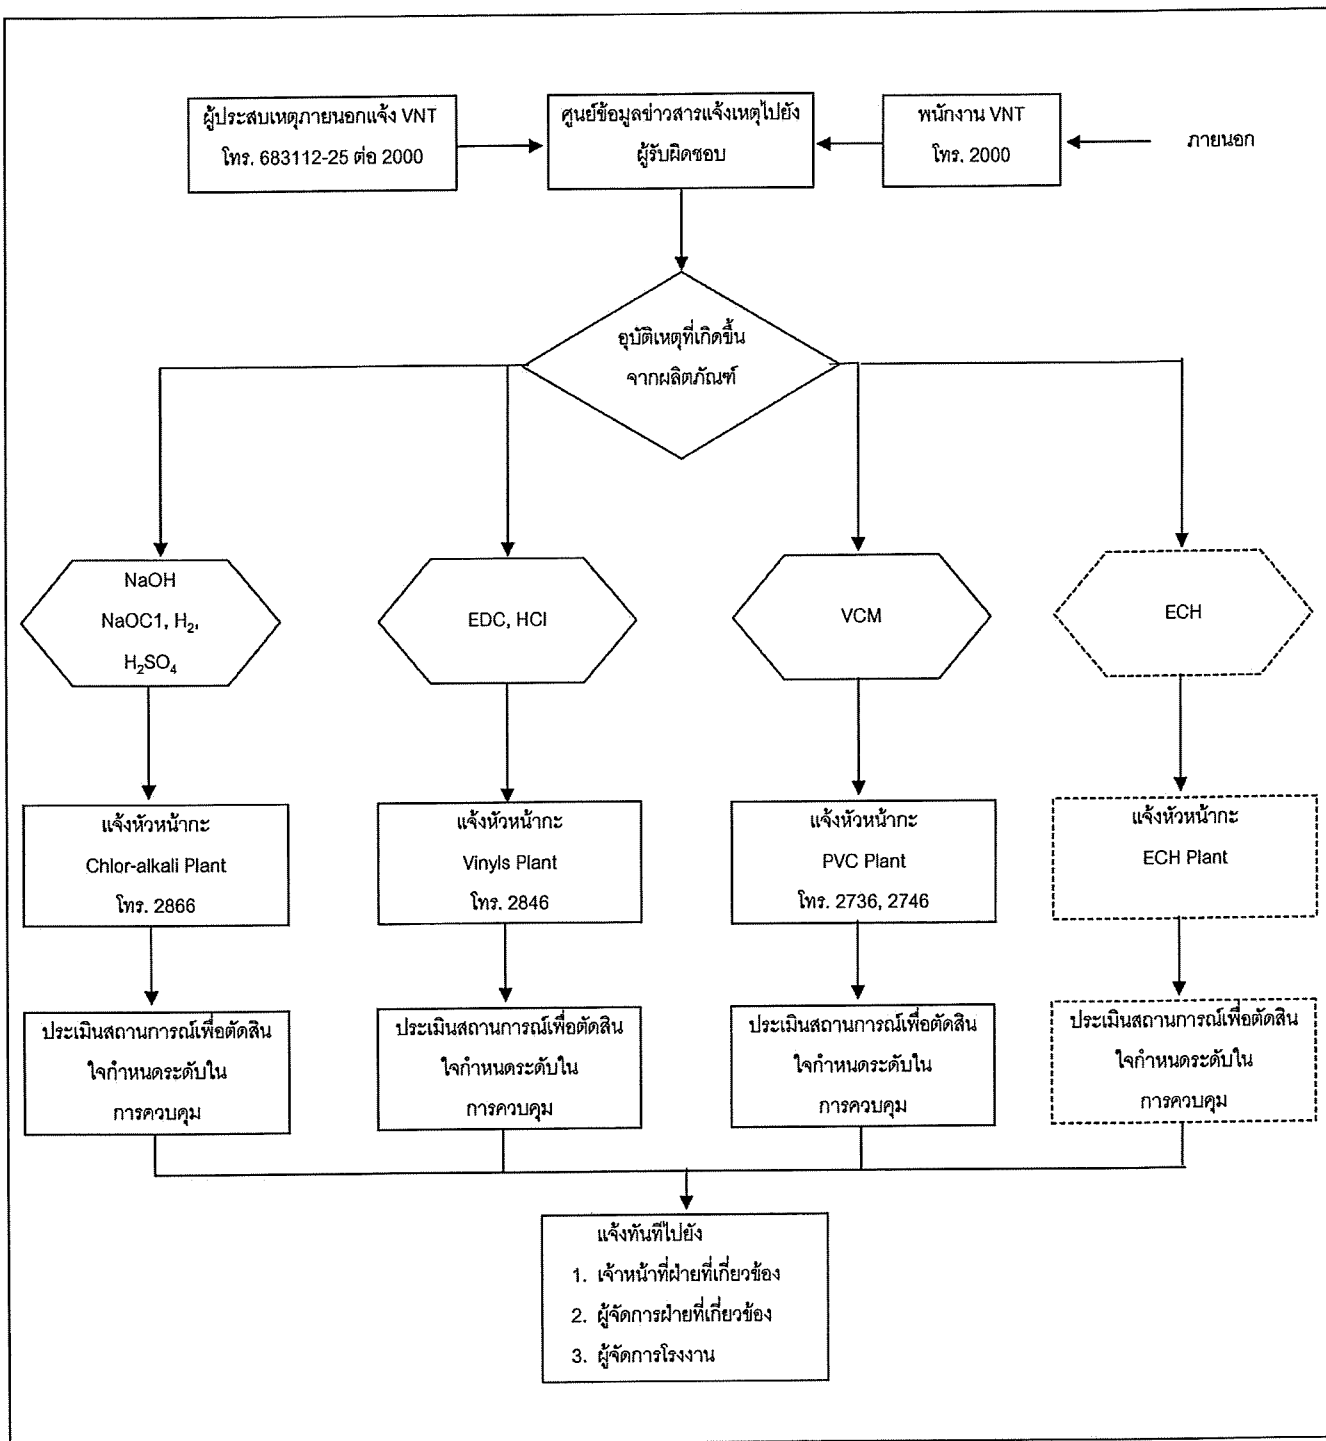 ผู้ประสบเหตุภายนอกแจ้ง VNT
โทร. 683112-25 ต่อ 2000
ศูนย์ข้อมูลข่าวสารแจ้งเหตุไปยัง
ผู้รับผิดชอบ
พนักงาน VNT
โทร. 2000
ภายนอก
อุบัติเหตุที่เกิดขึ้น
จากผลิตภัณฑ์
NaOH
NaOC1, H₂,
H₂SO₄
EDC, HCl
VCM
ECH
แจ้งหัวหน้ากะ
Chlor-alkali Plant
โทร. 2866
แจ้งหัวหน้ากะ
Vinyls Plant
โทร. 2846
แจ้งหัวหน้ากะ
PVC Plant
โทร. 2736, 2746
แจ้งหัวหน้ากะ
ECH Plant
ประเมินสถานการณ์เพื่อตัดสิน
ใจกำหนดระดับใน
การควบคุม
ประเมินสถานการณ์เพื่อตัดสิน
ใจกำหนดระดับใน
การควบคุม
ประเมินสถานการณ์เพื่อตัดสิน
ใจกำหนดระดับใน
การควบคุม
ประเมินสถานการณ์เพื่อตัดสิน
ใจกำหนดระดับใน
การควบคุม
แจ้งทันทีไปยัง
1. เจ้าหน้าที่ฝ่ายที่เกี่ยวข้อง
2. ผู้จัดการฝ่ายที่เกี่ยวข้อง
3. ผู้จัดการโรงงาน